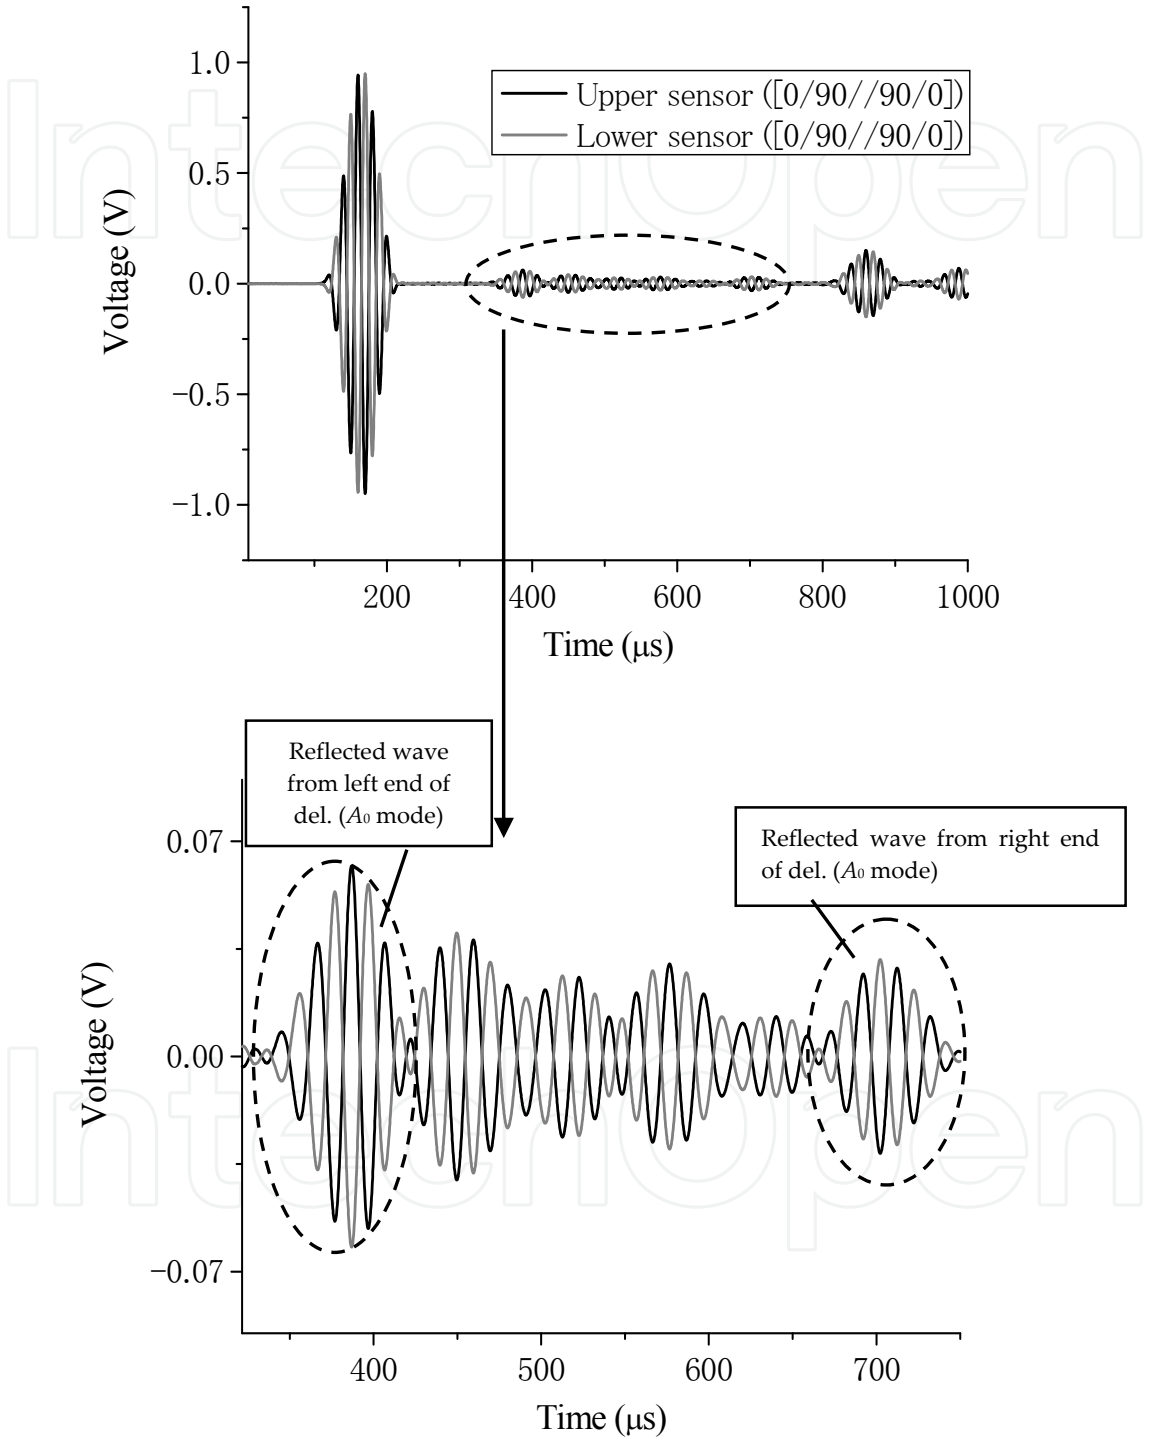 1.0
0.5
0.0
−0.5
−1.0
Voltage (V)
Upper sensor ([0/90//90/0])
Lower sensor ([0/90//90/0])
200 400 600 800 1000
Time (μs)
Reflected wave
from left end of
del. (A0 mode)
Reflected wave from right end
of del. (A0 mode)
0.07
0.00
−0.07
Voltage (V)
400 500 600 700
Time (μs)
IntechOpen
IntechOpen